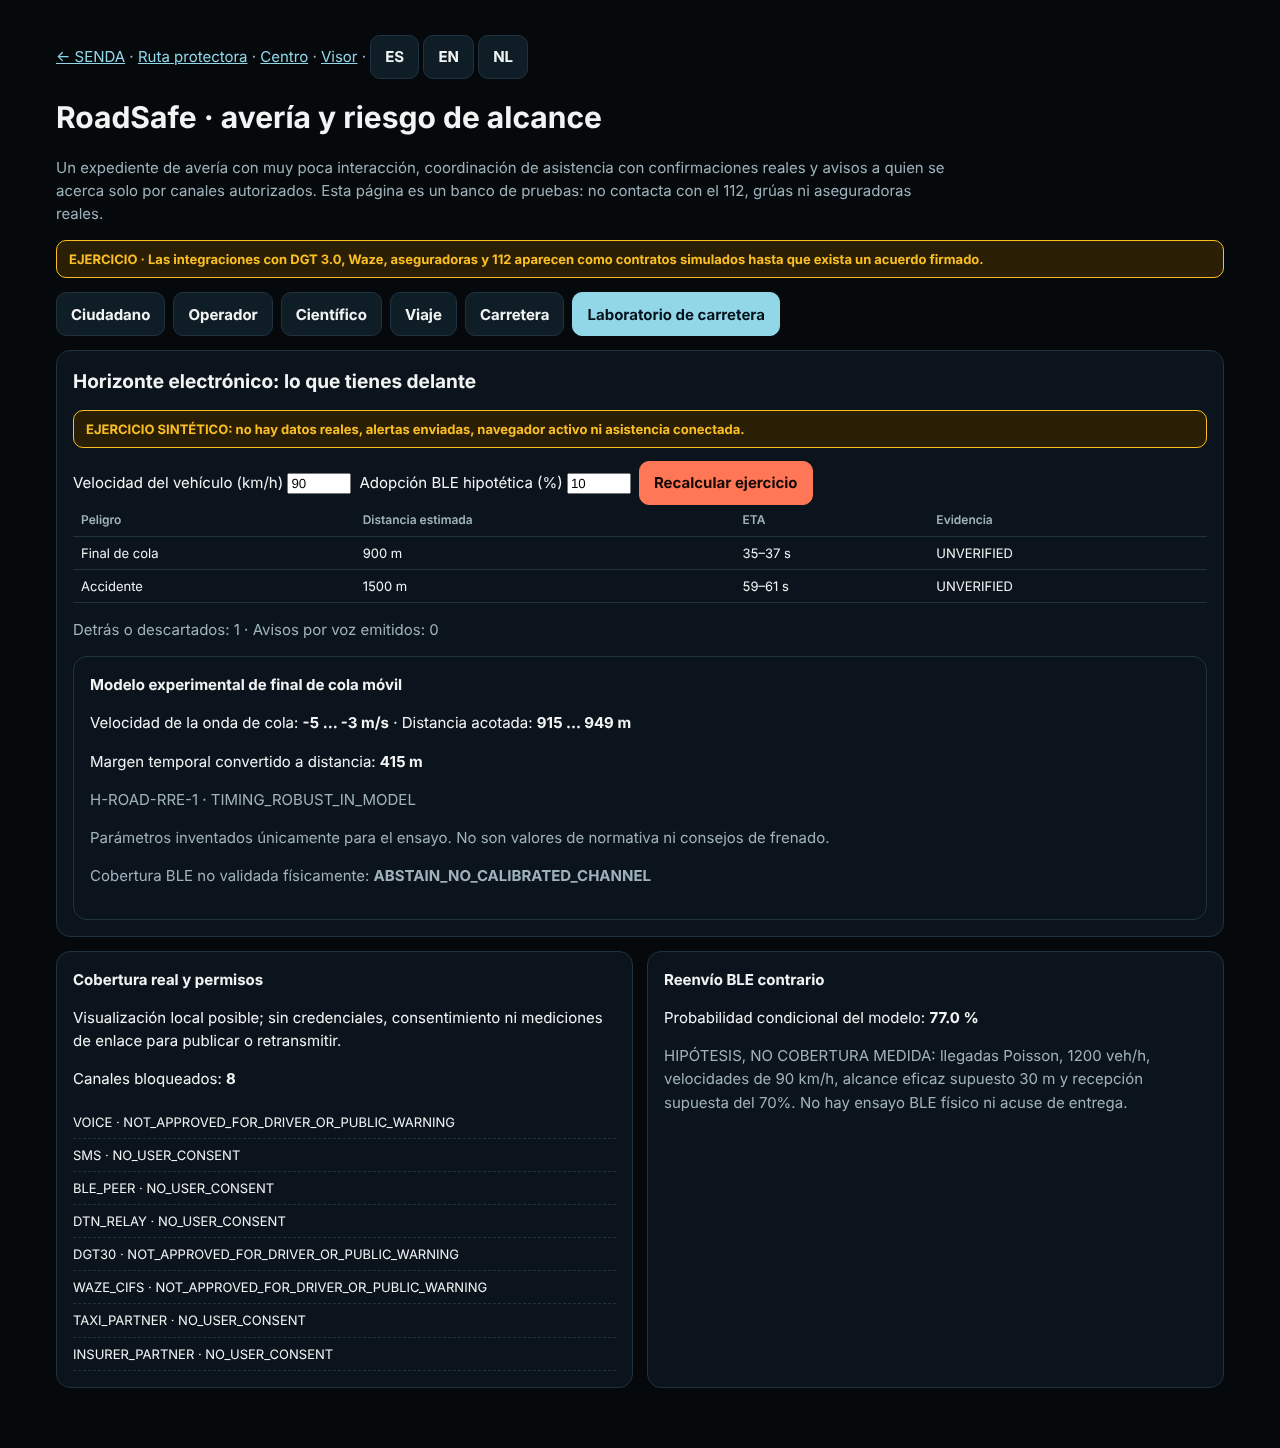 ← SENDA · Ruta protectora · Centro · Visor · ES EN NL
RoadSafe · avería y riesgo de alcance
Un expediente de avería con muy poca interacción, coordinación de asistencia con confirmaciones reales y avisos a quien se
acerca solo por canales autorizados. Esta página es un banco de pruebas: no contacta con el 112, grúas ni aseguradoras
reales.
EJERCICIO · Las integraciones con DGT 3.0, Waze, aseguradoras y 112 aparecen como contratos simulados hasta que exista un acuerdo firmado.
Ciudadano Operador Científico Viaje Carretera Laboratorio de carretera
Horizonte electrónico: lo que tienes delante
EJERCICIO SINTÉTICO: no hay datos reales, alertas enviadas, navegador activo ni asistencia conectada.
Velocidad del vehículo (km/h) 90 Adopción BLE hipotética (%) 10 Recalcular ejercicio
Peligro Distancia estimada ETA Evidencia
Final de cola 900 m 35–37 s UNVERIFIED
Accidente 1500 m 59–61 s UNVERIFIED
Detrás o descartados: 1 · Avisos por voz emitidos: 0
Modelo experimental de final de cola móvil
Velocidad de la onda de cola: -5 … -3 m/s · Distancia acotada: 915 … 949 m
Margen temporal convertido a distancia: 415 m
H-ROAD-RRE-1 · TIMING_ROBUST_IN_MODEL
Parámetros inventados únicamente para el ensayo. No son valores de normativa ni consejos de frenado.
Cobertura BLE no validada físicamente: ABSTAIN_NO_CALIBRATED_CHANNEL
Cobertura real y permisos
Visualización local posible; sin credenciales, consentimiento ni mediciones
de enlace para publicar o retransmitir.
Canales bloqueados: 8
VOICE · NOT_APPROVED_FOR_DRIVER_OR_PUBLIC_WARNING
SMS · NO_USER_CONSENT
BLE_PEER · NO_USER_CONSENT
DTN_RELAY · NO_USER_CONSENT
DGT30 · NOT_APPROVED_FOR_DRIVER_OR_PUBLIC_WARNING
WAZE_CIFS · NOT_APPROVED_FOR_DRIVER_OR_PUBLIC_WARNING
TAXI_PARTNER · NO_USER_CONSENT
INSURER_PARTNER · NO_USER_CONSENT
Reenvío BLE contrario
Probabilidad condicional del modelo: 77.0 %
HIPÓTESIS, NO COBERTURA MEDIDA: llegadas Poisson, 1200 veh/h,
velocidades de 90 km/h, alcance eficaz supuesto 30 m y recepción
supuesta del 70%. No hay ensayo BLE físico ni acuse de entrega.